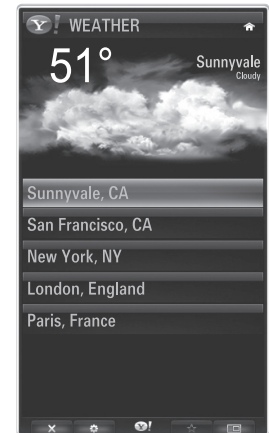 Y! WEATHER
51°
Sunnyvale
Cloudy
Sunnyvale, CA
San Francisco, CA
New York, NY
London, England
Paris, France
Y!